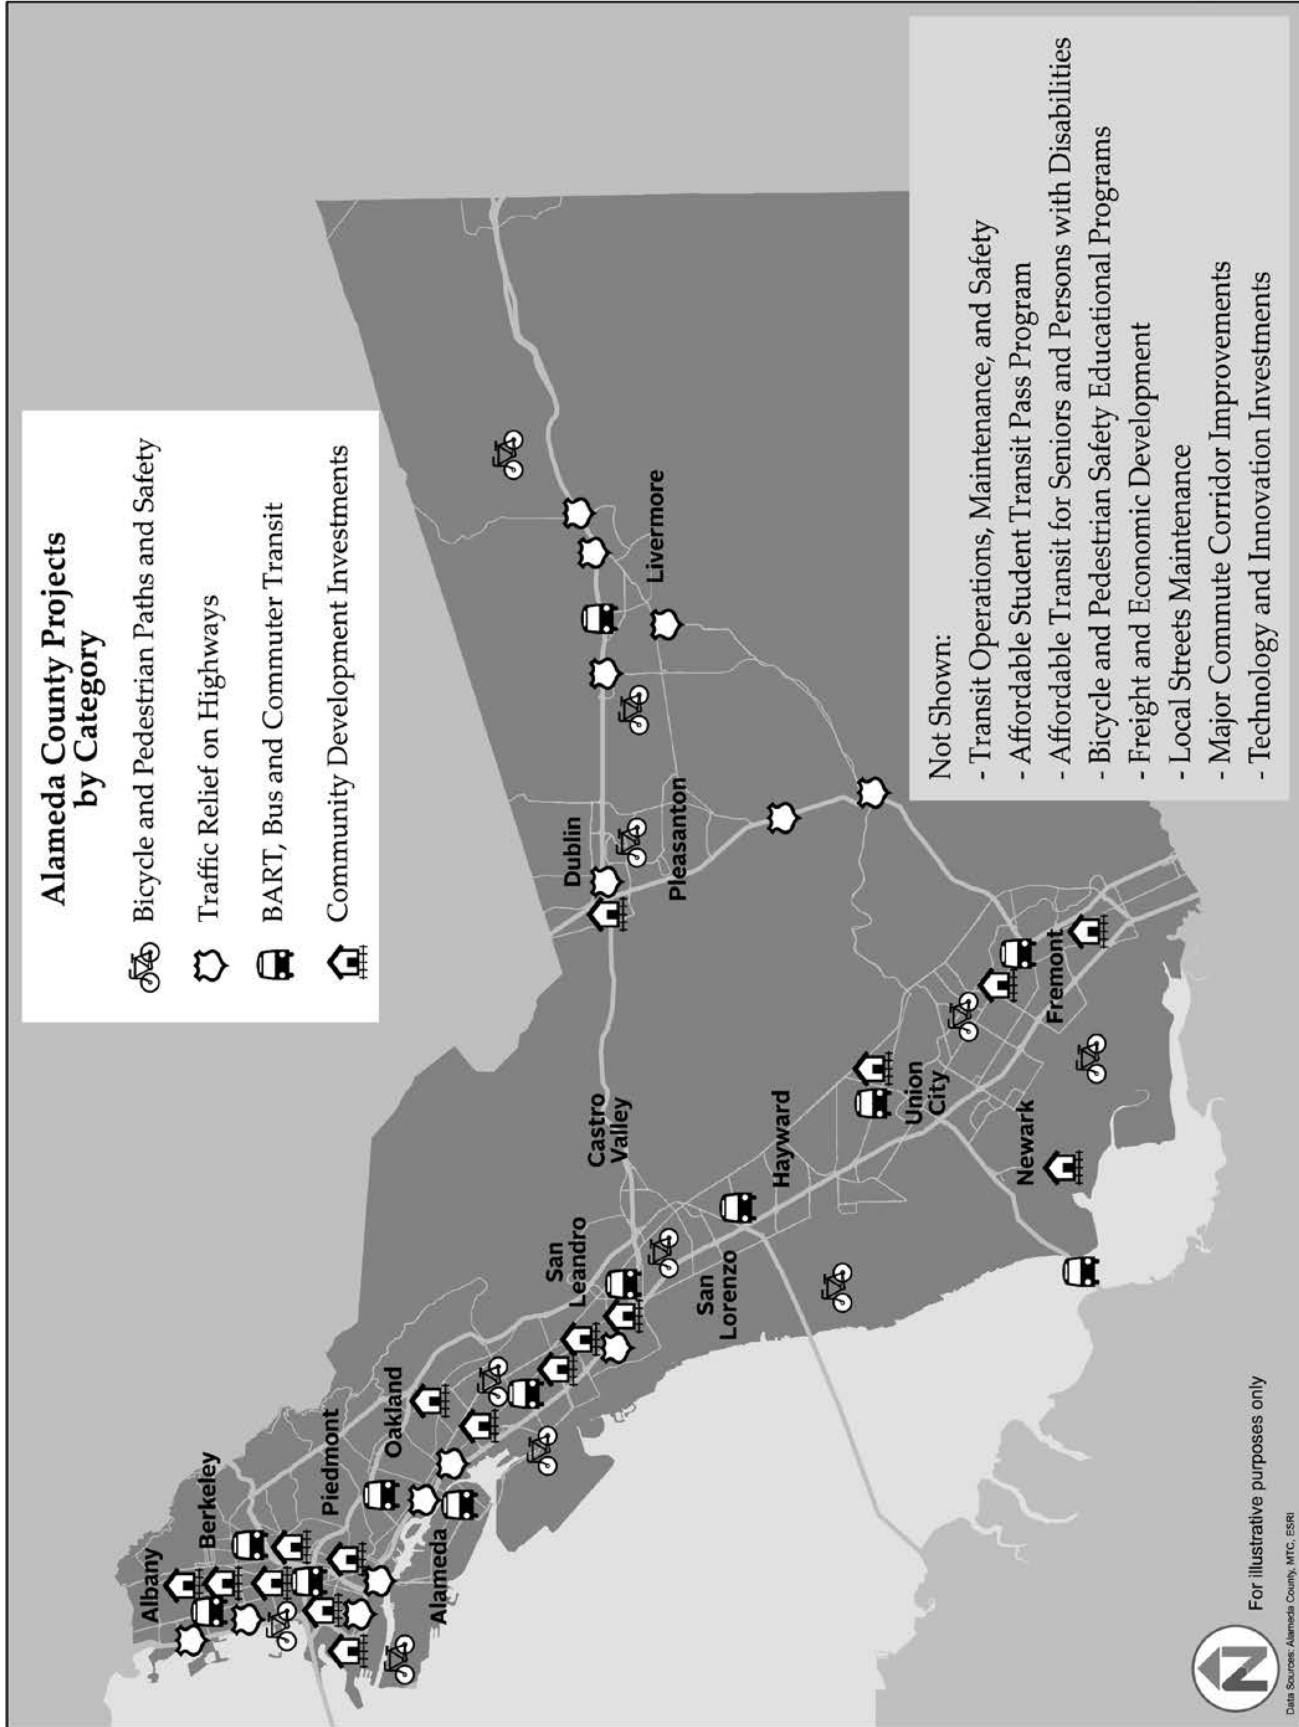 Alameda County Projects
by Category
Bicycle and Pedestrian Paths and Safety
Traffic Relief on Highways
BART, Bus and Commuter Transit
Community Development Investments
Albany
Berkeley
Piedmont
Oakland
Alameda
San
Leandro
San
Lorenzo
Castro
Valley
Hayward
Union
City
Newark
Fremont
Dublin
Pleasanton
Livermore
Not Shown:
- Transit Operations, Maintenance, and Safety
- Affordable Student Transit Pass Program
- Affordable Transit for Seniors and Persons with Disabilities
- Bicycle and Pedestrian Safety Educational Programs
- Freight and Economic Development
- Local Streets Maintenance
- Major Commute Corridor Improvements
- Technology and Innovation Investments
N
For illustrative purposes only
Data Sources: Alameda County, MTC, ESRI